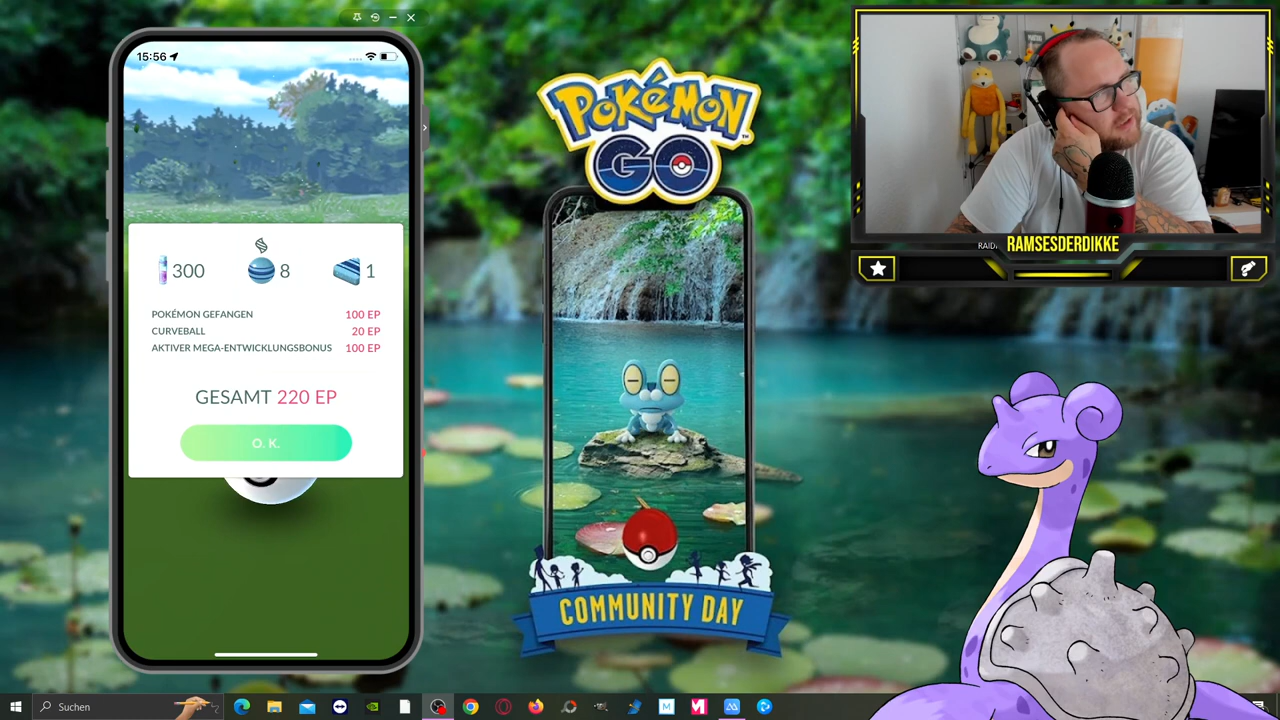 15:56
300
8
1
POKÉMON GEFANGEN 100 EP
CURVEBALL 20 EP
AKTIVER MEGA-ENTWICKLUNGSBONUS 100 EP
GESAMT 220 EP
O. K.
POKÉMON
GO
COMMUNITY DAY
RAMSESDERDIKKE
Suchen